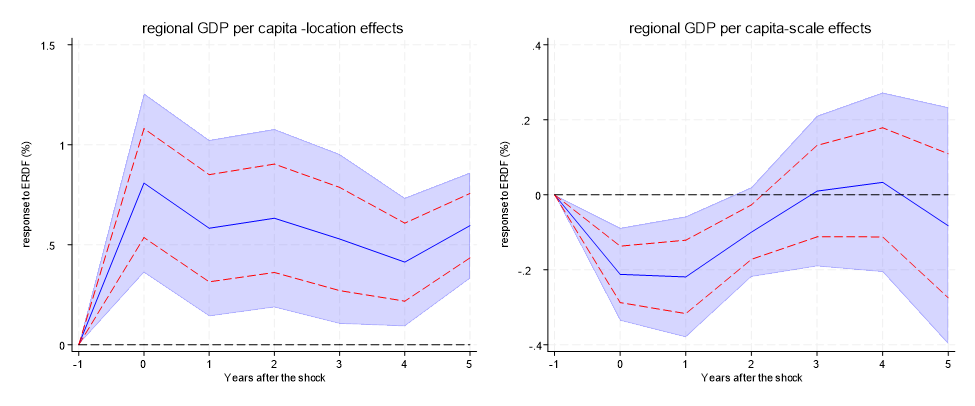 regional GDP per capita -location effects
response to ERDF (%)
1.5
1
.5
0
-1 0 1 2 3 4 5
Years after the shock
regional GDP per capita-scale effects
response to ERDF (%)
.4
.2
0
-.2
-.4
-1 0 1 2 3 4 5
Years after the shock